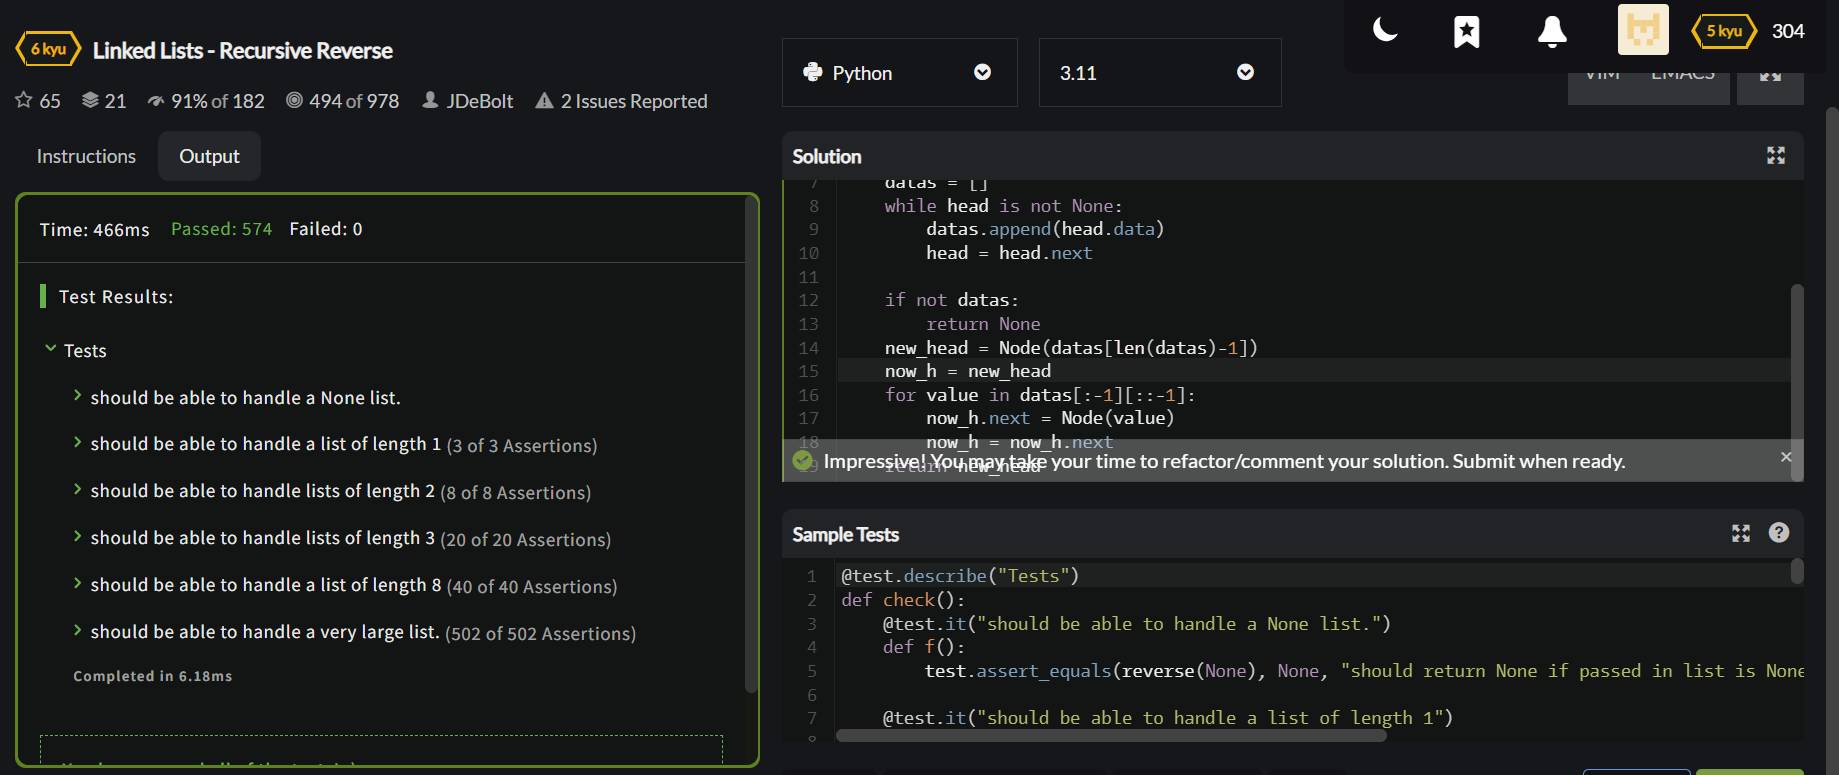 6 kyu Linked Lists - Recursive Reverse
65 21 91% of 182 494 of 978 JDeBolt 2 Issues Reported
Instructions Output
Time: 466ms Passed: 574 Failed: 0
Test Results:
Tests
should be able to handle a None list.
should be able to handle a list of length 1 (3 of 3 Assertions)
should be able to handle lists of length 2 (8 of 8 Assertions)
should be able to handle lists of length 3 (20 of 20 Assertions)
should be able to handle a list of length 8 (40 of 40 Assertions)
should be able to handle a very large list. (502 of 502 Assertions)
Completed in 6.18ms
Python 3.11
5 kyu 304
VIM EMACS
Solution
7 datas = []
8 while head is not None:
9 datas.append(head.data)
10 head = head.next
11
12 if not datas:
13 return None
14 new_head = Node(datas[len(datas)-1])
15 now_h = new_head
16 for value in datas[:-1][::-1]:
17 now_h.next = Node(value)
18 now_h = now_h.next
19 return new_head
Impressive! You may take your time to refactor/comment your solution. Submit when ready. ×
Sample Tests ?
1 @test.describe("Tests")
2 def check():
3 @test.it("should be able to handle a None list.")
4 def f():
5 test.assert_equals(reverse(None), None, "should return None if passed in list is None
6
7 @test.it("should be able to handle a list of length 1")
8